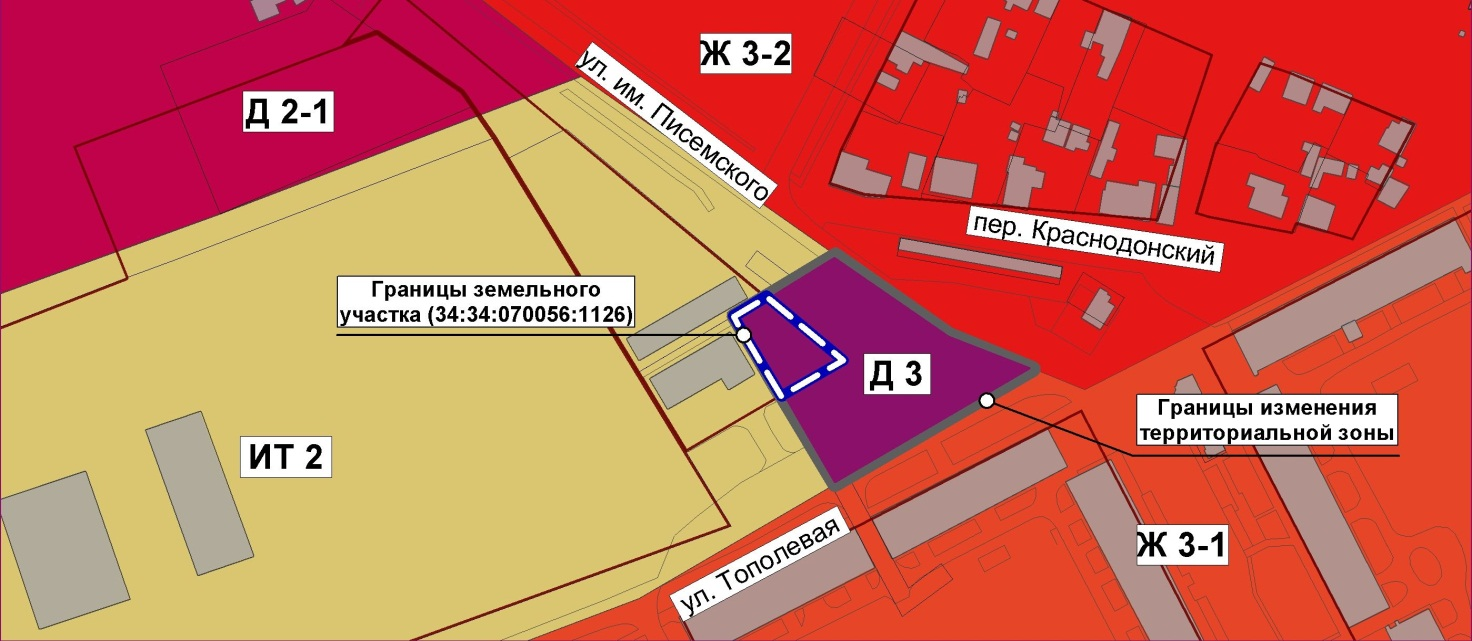 Ж 3-2
Д 2-1
ул. им. Писемского
пер. Краснодонский
Границы земельного
участка (34:34:070056:1126)
Д 3
Границы изменения
территориальной зоны
ИТ 2
Ж 3-1
ул. Тополевая